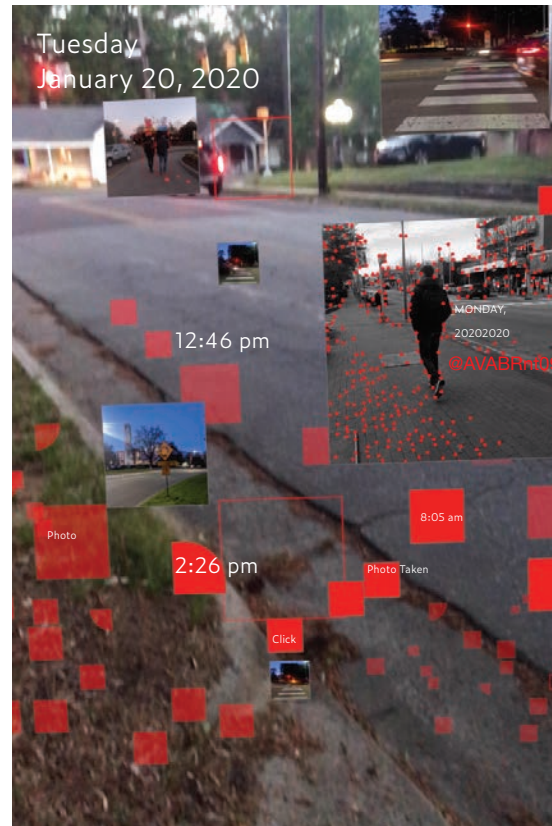 Tuesday
January 20, 2020
MONDAY,
20202020
12:46 pm
8:05 am
Photo
2:26 pm
Photo Taken
Click